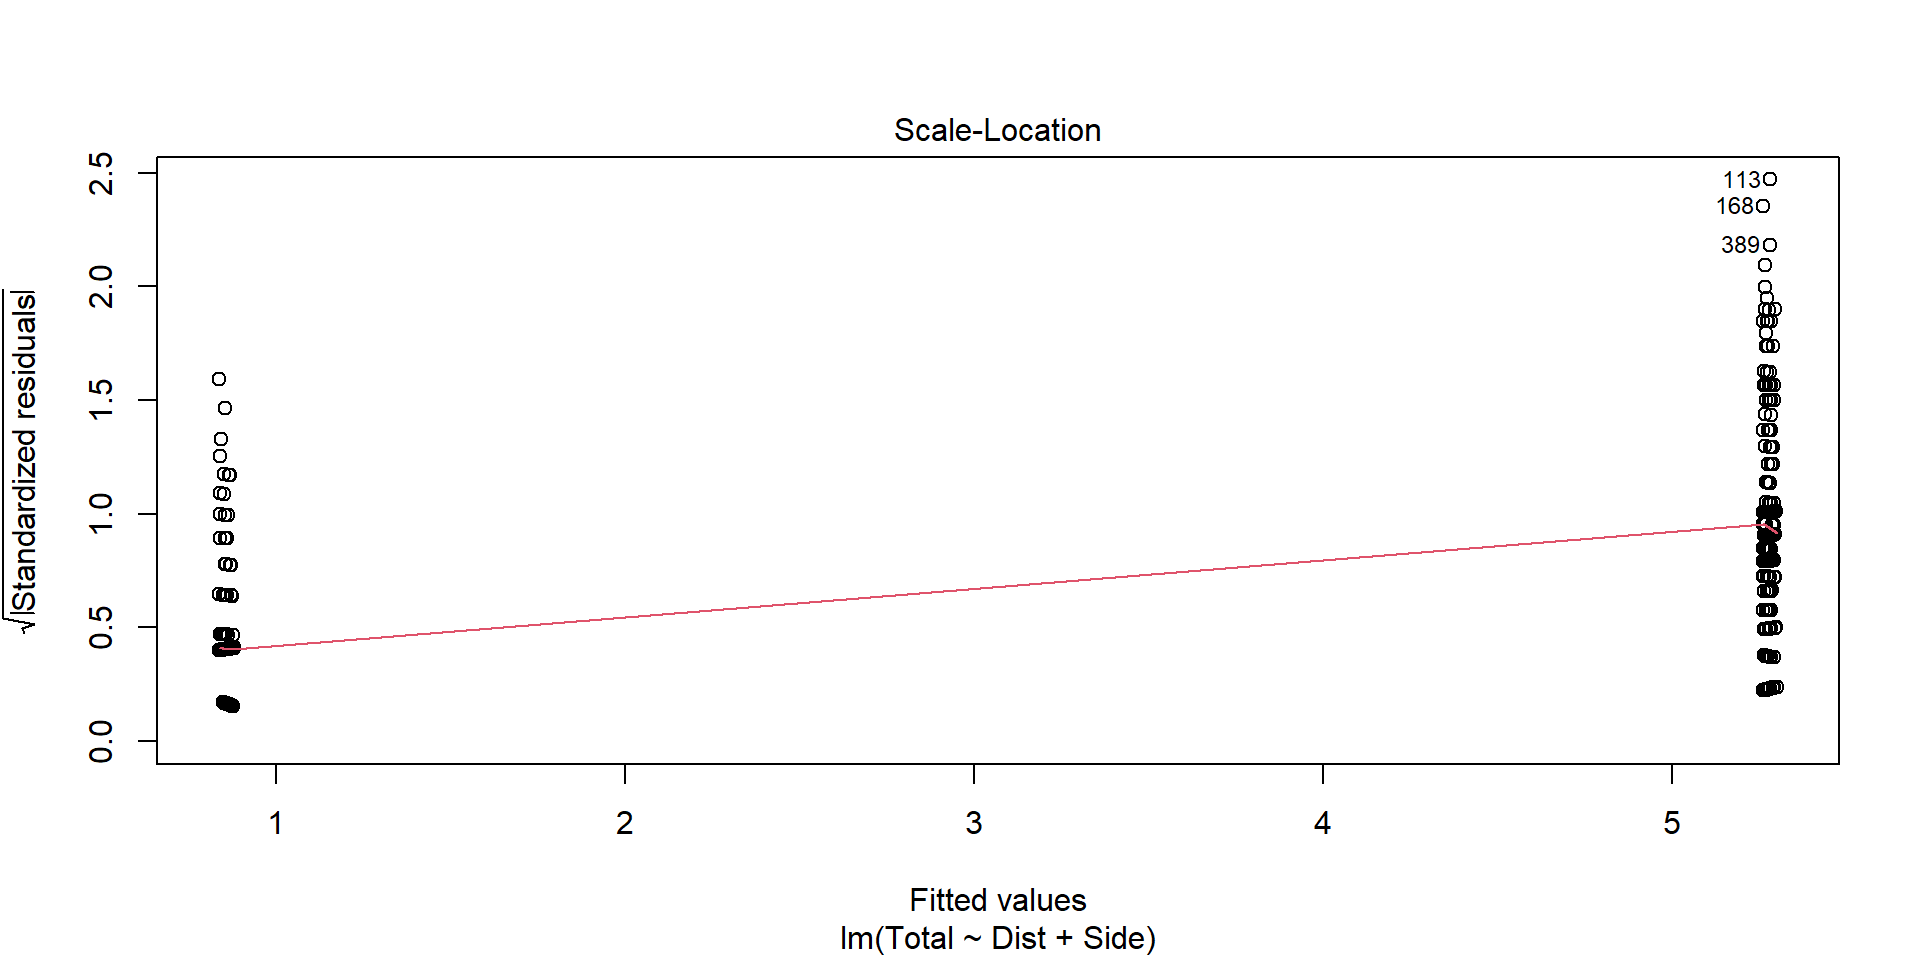 Scale-Location
√|Standardized residuals|
2.5
2.0
1.5
1.0
0.5
0.0
113
168
389
1 2 3 4 5
Fitted values
lm(Total ~ Dist + Side)